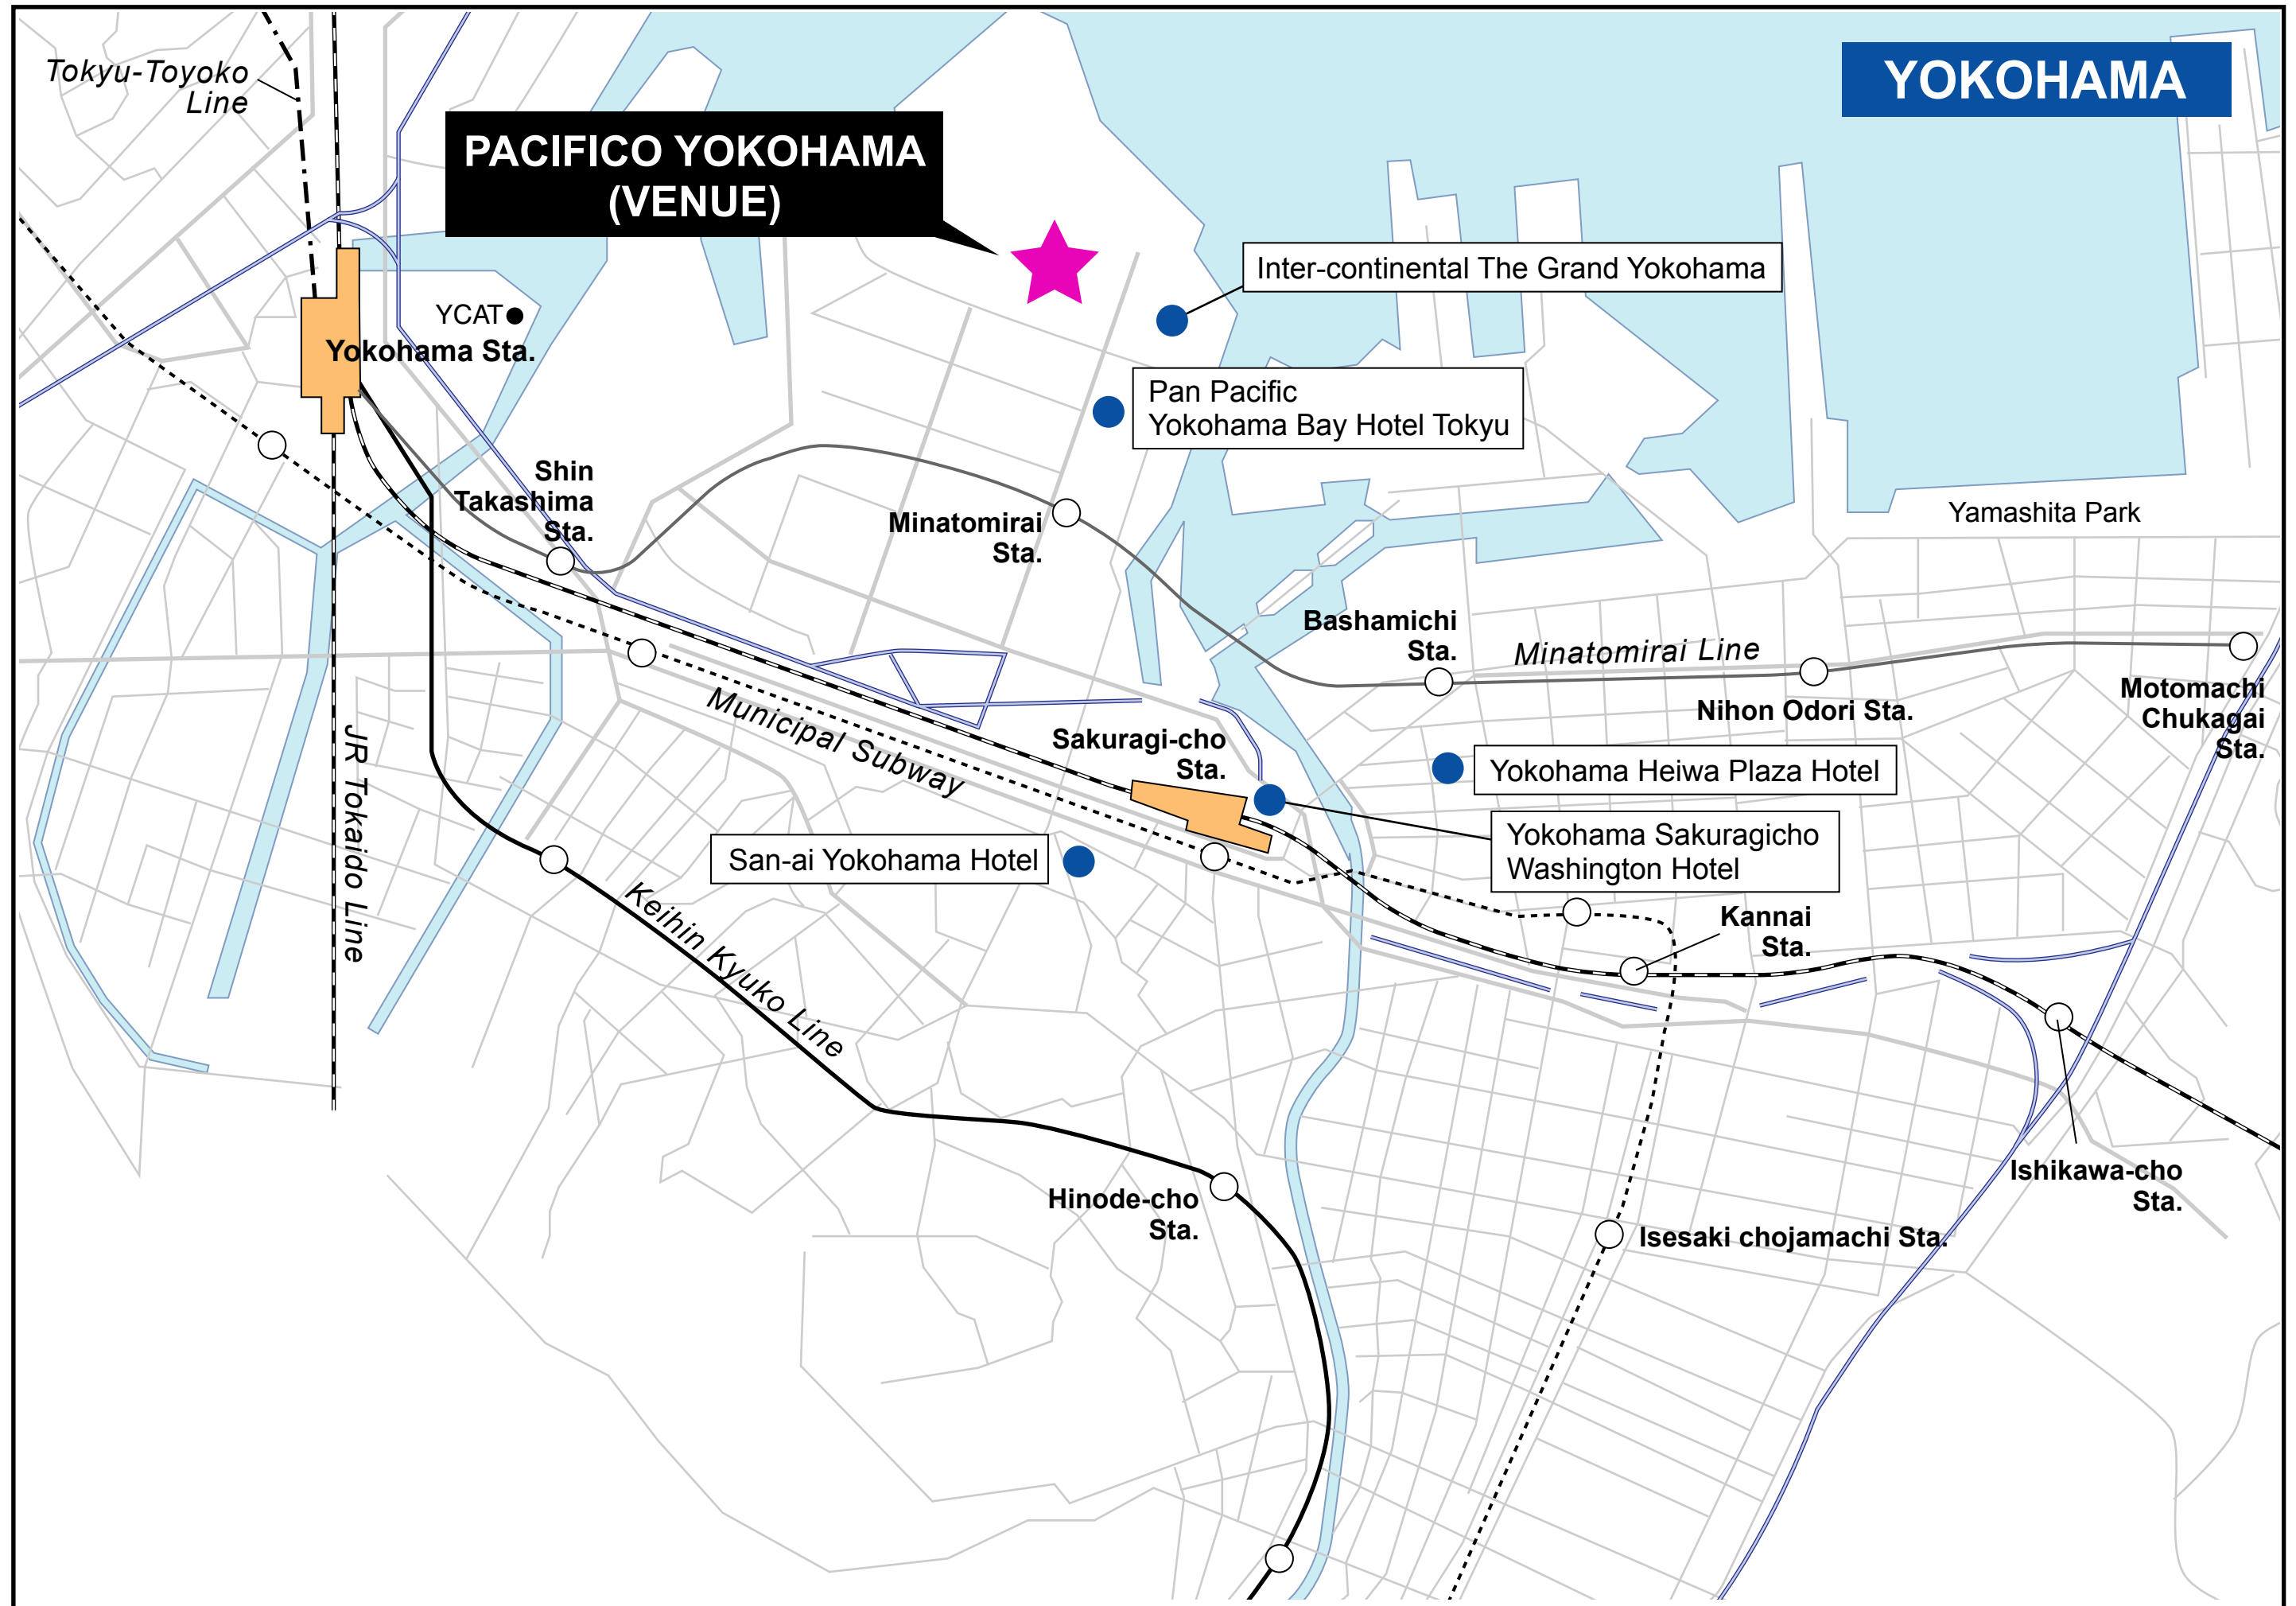 Tokyu-Toyoko
Line
YOKOHAMA
PACIFICO YOKOHAMA
(VENUE)
Inter-continental The Grand Yokohama
YCAT
Yokohama Sta.
Pan Pacific
Yokohama Bay Hotel Tokyu
Shin
Takashima
Sta.
Minatomirai
Sta.
Yamashita Park
Bashamichi
Sta.
Minatomirai Line
Nihon Odori Sta.
Motomachi
Chukagai
Sta.
JR Tokaido Line
Municipal Subway
Sakuragi-cho
Sta.
Yokohama Heiwa Plaza Hotel
Yokohama Sakuragicho
Washington Hotel
San-ai Yokohama Hotel
Keihin Kyuko Line
Kannai
Sta.
Hinode-cho
Sta.
Ishikawa-cho
Sta.
Isesaki chojamachi Sta.